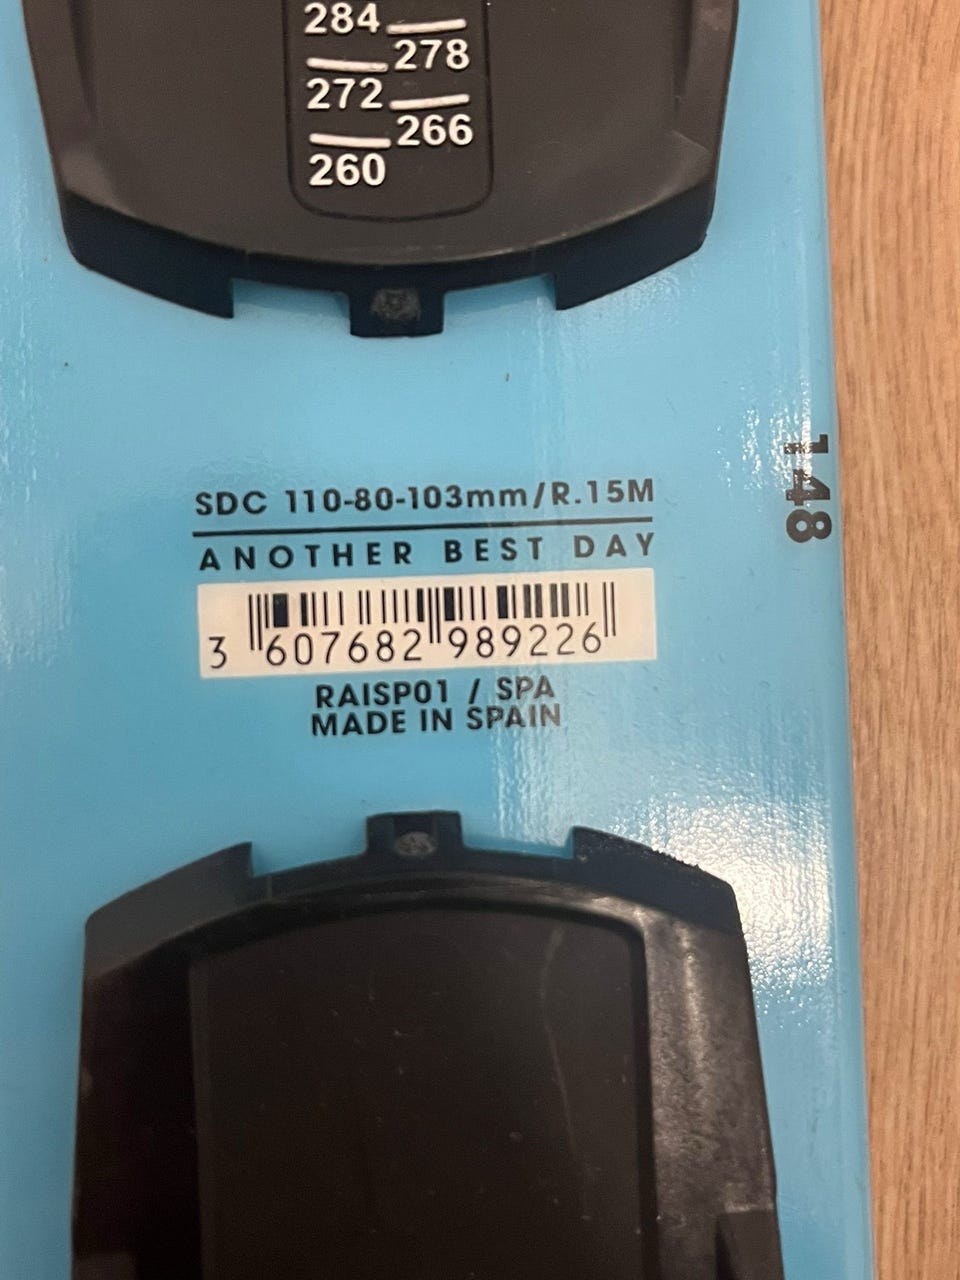 284
278
272
266
260
148
SDC 110-80-103mm/R.15M
ANOTHER BEST DAY
3 607682 989226
RAISP01 / SPA
MADE IN SPAIN